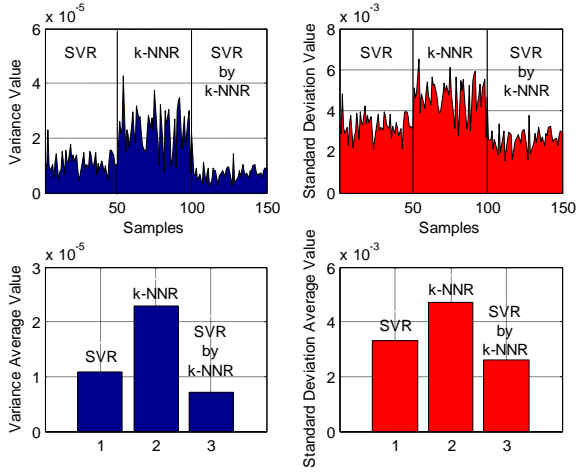 x 10^-5
SVR
k-NNR
SVR
by
k-NNR
Variance Value
6
4
2
0
50
100
150
Samples
x 10^-3
SVR
k-NNR
SVR
by
k-NNR
Standard Deviation Value
8
6
4
2
0
50
100
150
Samples
x 10^-5
SVR
k-NNR
SVR
by
k-NNR
Variance Average Value
3
2
1
0
1
2
3
x 10^-3
SVR
k-NNR
SVR
by
k-NNR
Standard Deviation Average Value
6
4
2
0
1
2
3